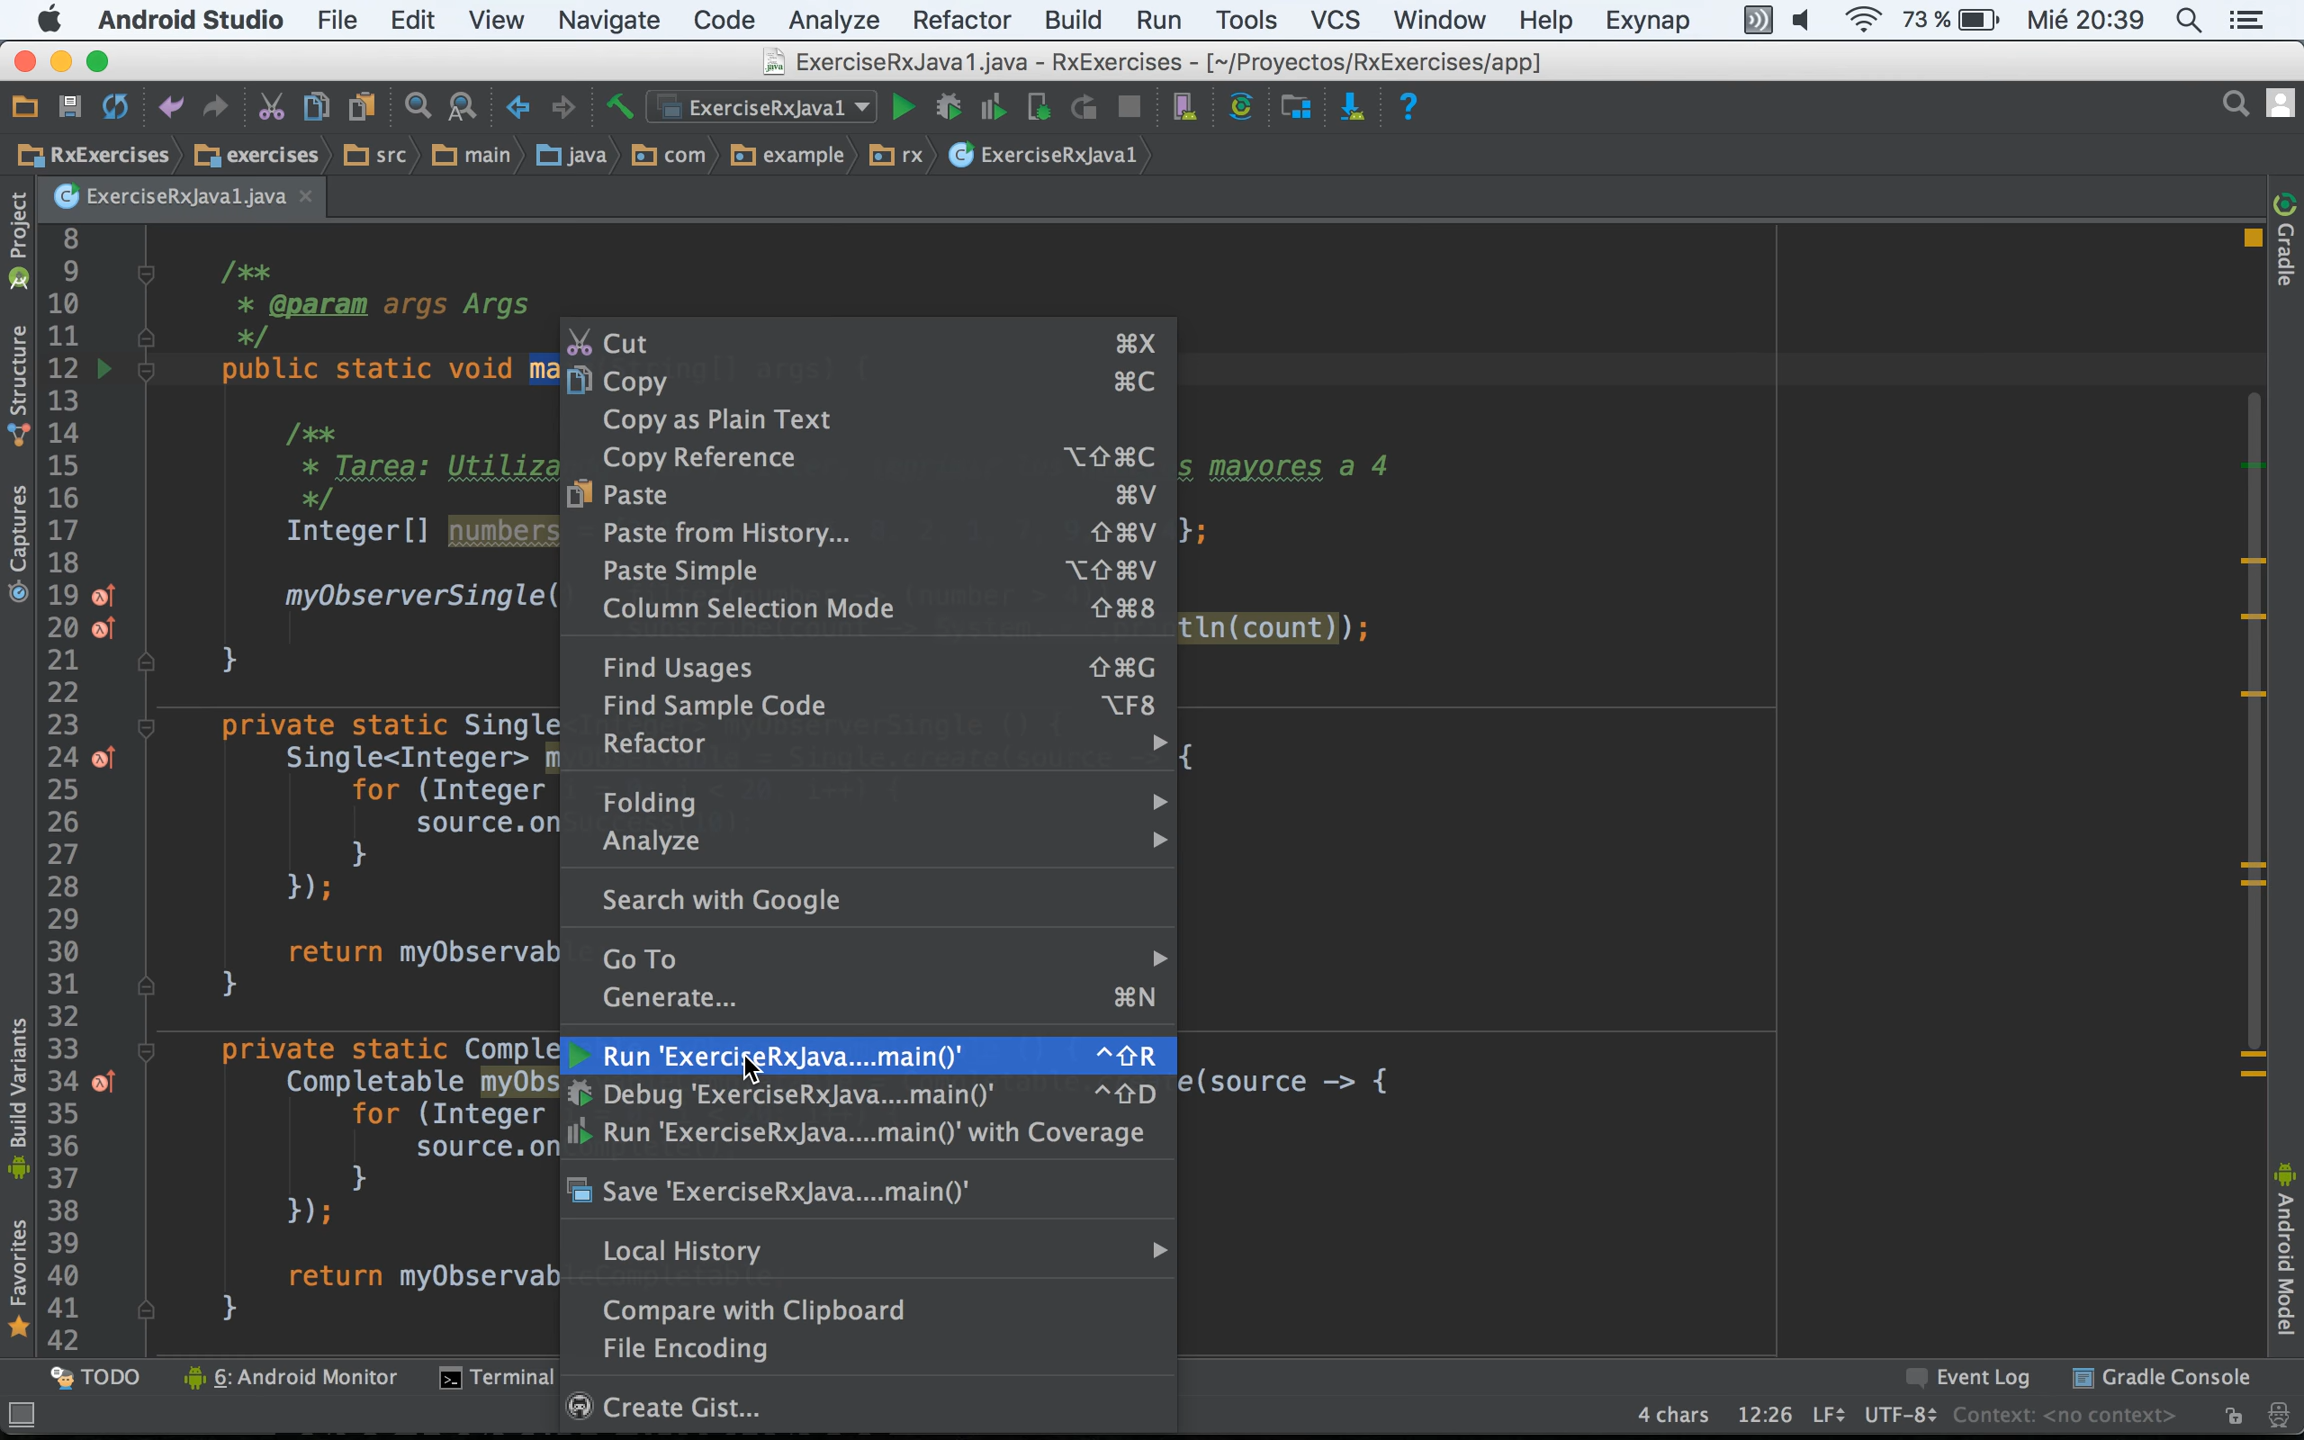 Android Studio File Edit View Navigate Code Analyze Refactor Build Run Tools VCS Window Help Exynap 73 % Mié 20:39
ExerciseRxJava1.java - RxExercises - [~/Proyectos/RxExercises/app]
ExerciseRxJava1
RxExercises exercises src main java com example rx ExerciseRxJava1
ExerciseRxJava1.java
Project
Structure
Captures
Build Variants
Favorites
Gradle
Android Model
8
9 /**
10 * @param args Args
11 */
12 public static void ma
13
14 /**
15 * Tarea: Utiliza s mayores a 4
16 */
17 Integer[] numbers };
18
19 myObserverSingle(
20 tln(count));
21 }
22
23 private static Single
24 Single<Integer> m {
25 for (Integer
26 source.on
27 }
28 });
29
30 return myObservab
31 }
32
33 private static Comple
34 Completable myObs e(source -> {
35 for (Integer
36 source.on
37 }
38 });
39
40 return myObservab
41 }
42
Cut ⌘X
Copy ⌘C
Copy as Plain Text
Copy Reference ⌥⇧⌘C
Paste ⌘V
Paste from History... ⇧⌘V
Paste Simple ⌥⇧⌘V
Column Selection Mode ⇧⌘8
Find Usages ⇧⌘G
Find Sample Code ⌥F8
Refactor
Folding
Analyze
Search with Google
Go To
Generate... ⌘N
Run 'ExerciseRxJava....main()' ^⇧R
Debug 'ExerciseRxJava....main()' ^⇧D
Run 'ExerciseRxJava....main()' with Coverage
Save 'ExerciseRxJava....main()'
Local History
Compare with Clipboard
File Encoding
Create Gist...
TODO 6: Android Monitor Terminal Event Log Gradle Console
4 chars 12:26 LF UTF-8 Context: <no context>